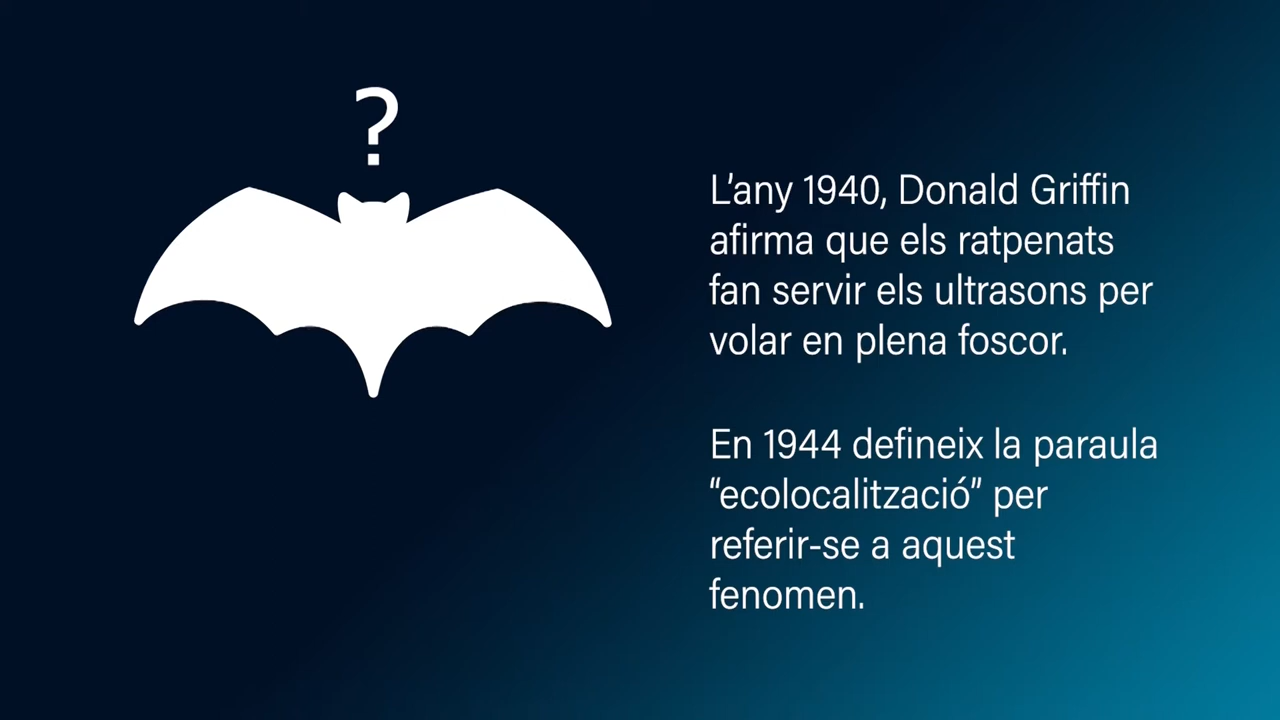 ?
L’any 1940, Donald Griffin
afirma que els ratpenats
fan servir els ultrasons per
volar en plena foscor.
En 1944 defineix la paraula
“ecolocalització” per
referir-se a aquest
fenomen.